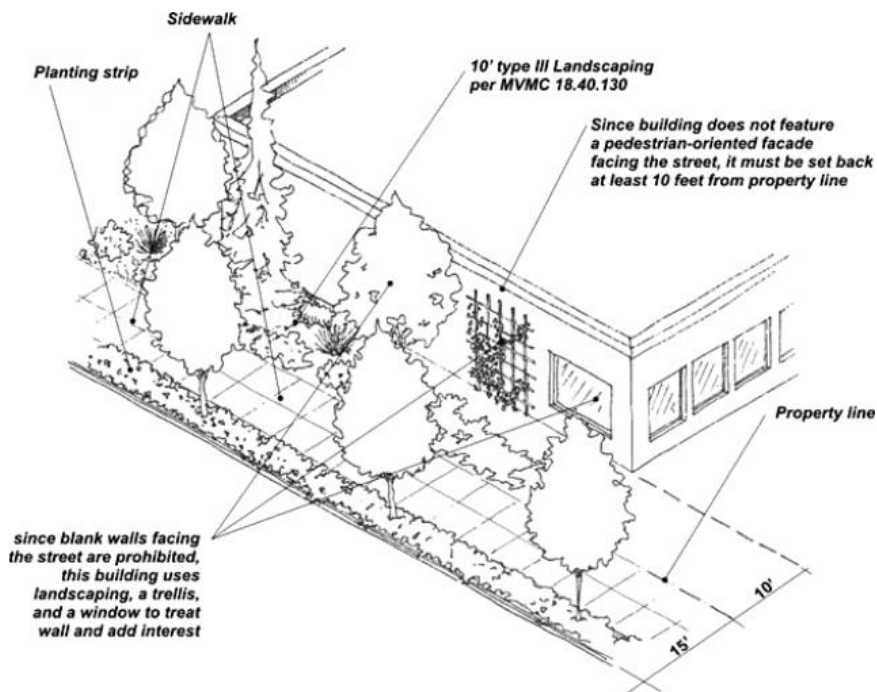 Sidewalk
Planting strip
10' type III Landscaping
per MVMC 18.40.130
Since building does not feature
a pedestrian-oriented facade
facing the street, it must be set back
at least 10 feet from property line
Property line
since blank walls facing
the street are prohibited,
this building uses
landscaping, a trellis,
and a window to treat
wall and add interest
10'
15'